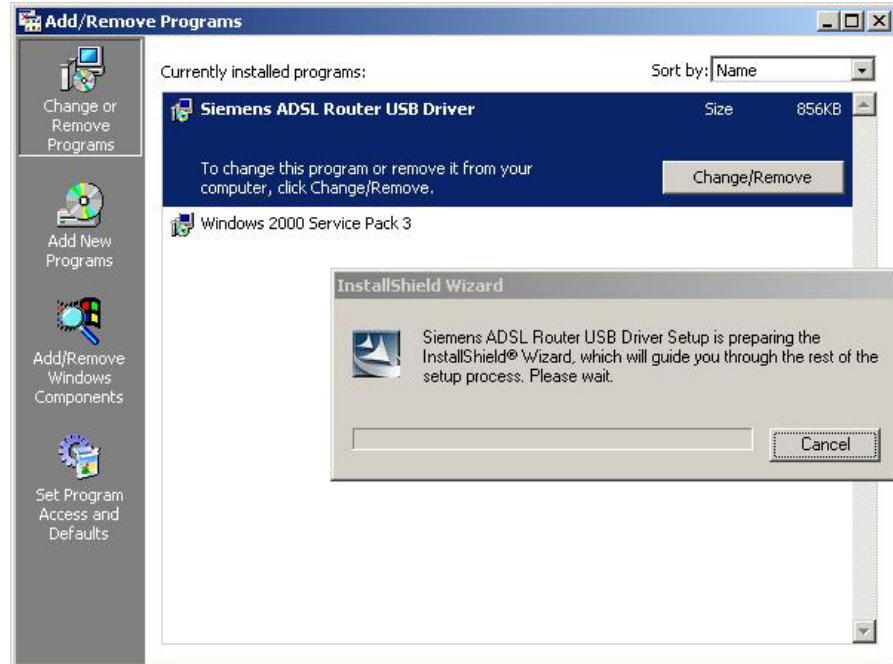 Add/Remove Programs
Change or
Remove
Programs
Add New
Programs
Add/Remove
Windows
Components
Set Program
Access and
Defaults
Currently installed programs:
Sort by: Name
Siemens ADSL Router USB Driver Size 856KB
To change this program or remove it from your
computer, click Change/Remove.
Change/Remove
Windows 2000 Service Pack 3
InstallShield Wizard
Siemens ADSL Router USB Driver Setup is preparing the
InstallShield® Wizard, which will guide you through the rest of the
setup process. Please wait.
Cancel